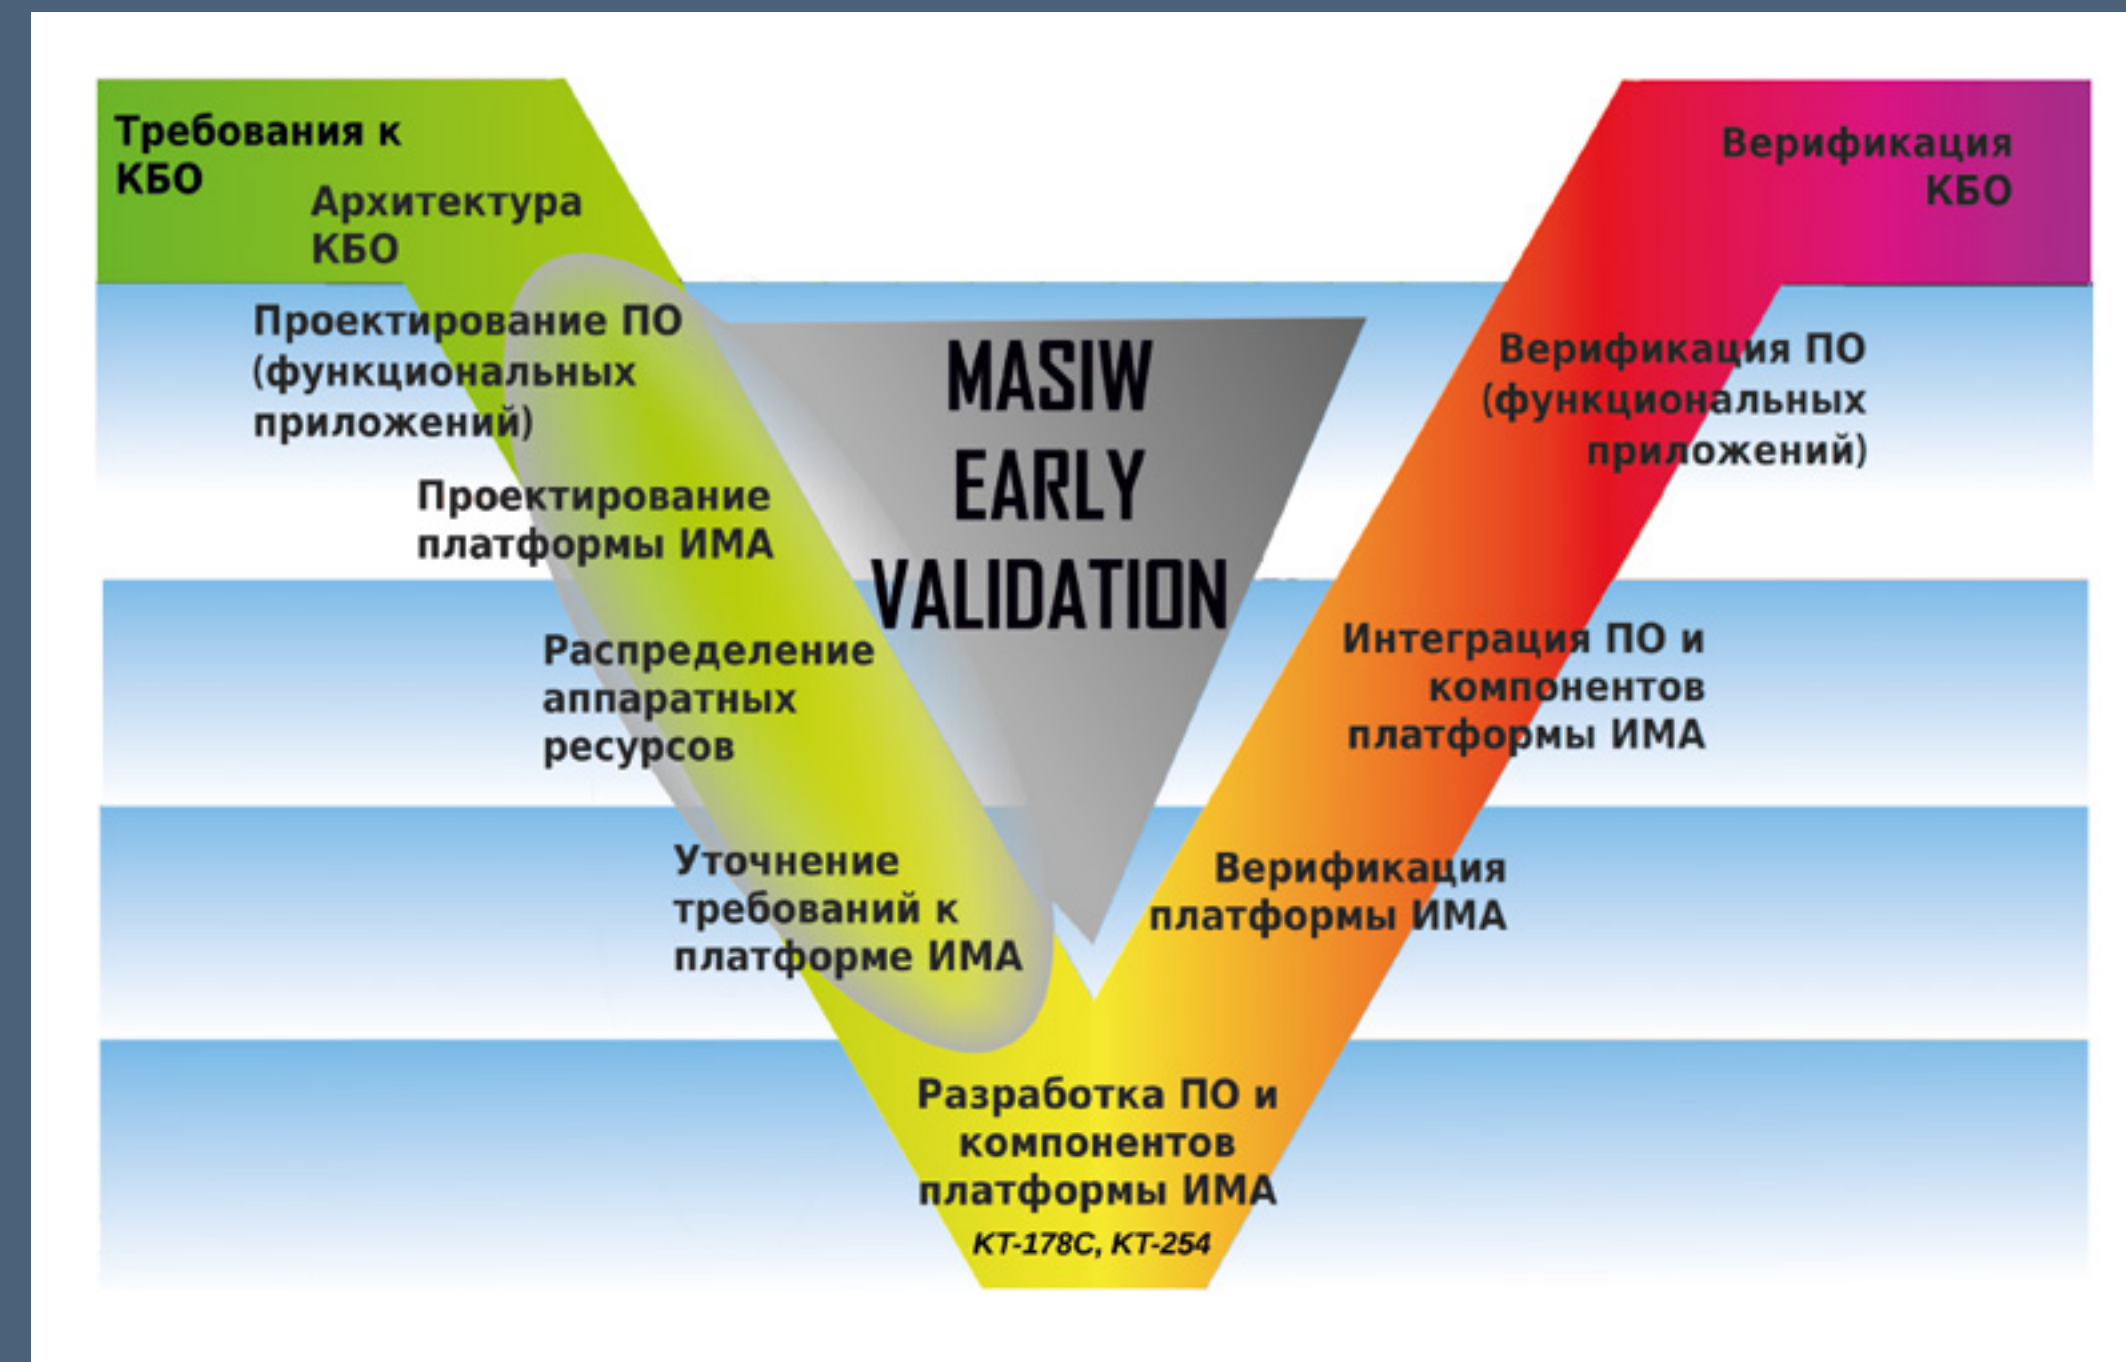 Требования к
КБО
Архитектура
КБО
Проектирование ПО
(функциональных
приложений)
Проектирование
платформы ИМА
Распределение
аппаратных
ресурсов
Уточнение
требований к
платформе ИМА
MASIW
EARLY
VALIDATION
Разработка ПО и
компонентов
платформы ИМА
КТ-178С, КТ-254
Верификация
КБО
Верификация ПО
(функциональных
приложений)
Интеграция ПО и
компонентов
платформы ИМА
Верификация
платформы ИМА